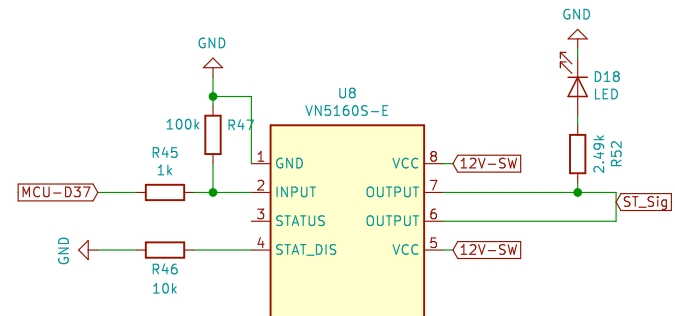 GND
GND
D18
LED
U8
VN5160S-E
100k
R47
2.49k
R52
R45
1k
1
GND
VCC
8
12V-SW
MCU-D37
2
INPUT
OUTPUT
7
ST_Sig
3
STATUS
OUTPUT
6
GND
4
STAT_DIS
VCC
5
12V-SW
R46
10k